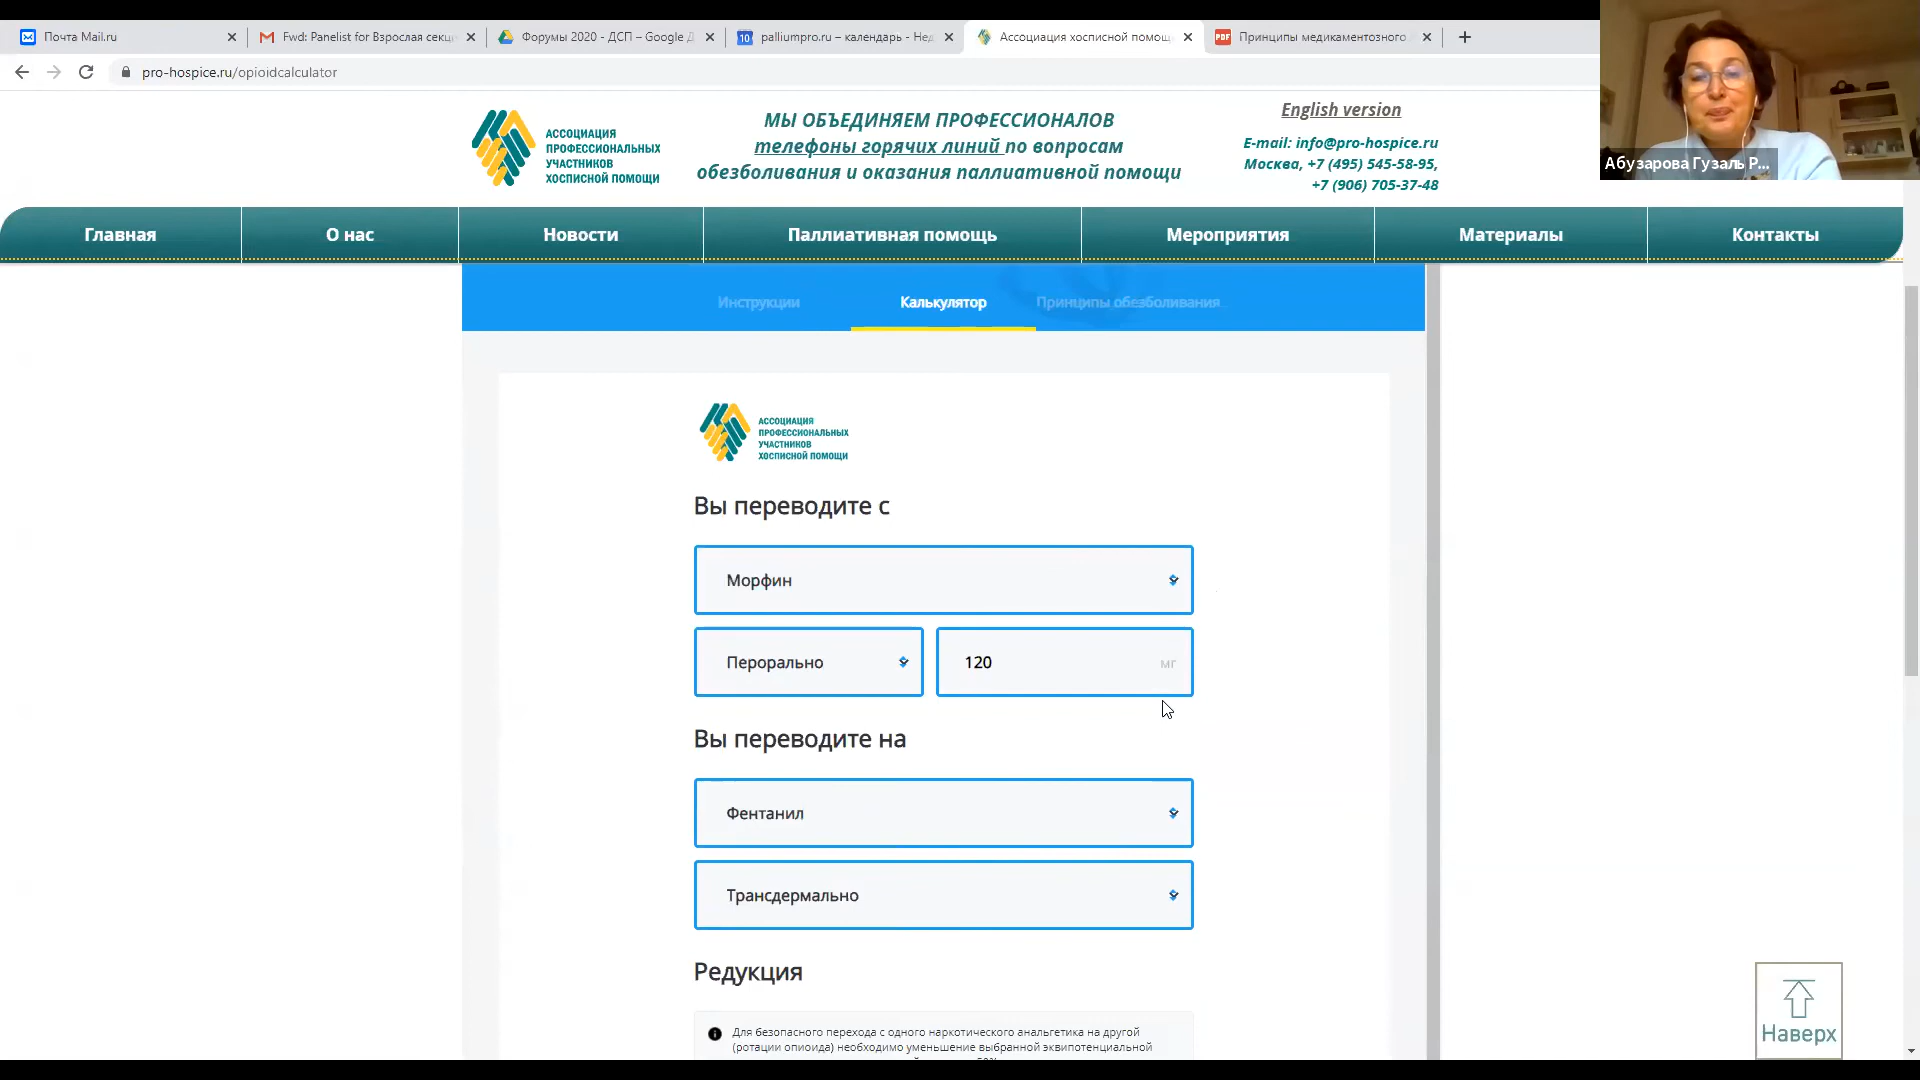 Почта Mail.ru
Fwd: Panelist for Взрослая секци
Форумы 2020 - ДСП – Google Д
palliumpro.ru – календарь - Нед
Ассоциация хосписной помощ
Принципы медикаментозного
pro-hospice.ru/opioidcalculator
АССОЦИАЦИЯ
ПРОФЕССИОНАЛЬНЫХ
УЧАСТНИКОВ
ХОСПИСНОЙ ПОМОЩИ
МЫ ОБЪЕДИНЯЕМ ПРОФЕССИОНАЛОВ
телефоны горячих линий по вопросам
обезболивания и оказания паллиативной помощи
English version
E-mail: info@pro-hospice.ru
Москва, +7 (495) 545-58-95,
+7 (906) 705-37-48
Абузарова Гузаль Р...
Главная
О нас
Новости
Паллиативная помощь
Мероприятия
Материалы
Контакты
Инструкции
Калькулятор
Принципы обезболивания
АССОЦИАЦИЯ
ПРОФЕССИОНАЛЬНЫХ
УЧАСТНИКОВ
ХОСПИСНОЙ ПОМОЩИ
Вы переводите с
Морфин
Перорально
120 мг
Вы переводите на
Фентанил
Трансдермально
Редукция
Для безопасного перехода с одного наркотического анальгетика на другой
(ротации опиоида) необходимо уменьшение выбранной эквипотенциальной
Наверх